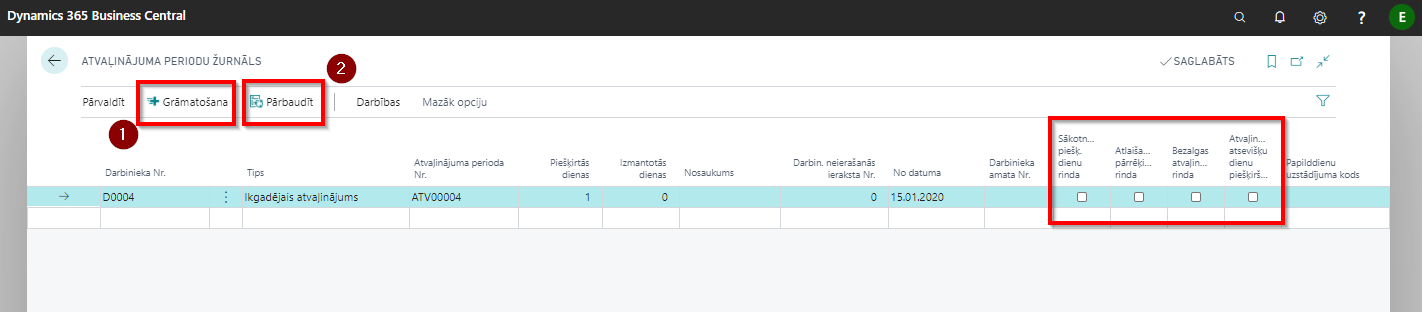 Dynamics 365 Business Central
?
E
ATVAĻINĀJUMA PERIODU ŽURNĀLS
2
SAGLABĀTS
Pārvaldīt
Grāmatošana
Pārbaudīt
Darbības
Mazāk opciju
1
Darbinieka Nr.
Tips
Atvaļinājuma perioda
Nr.
Piešķirtās
dienas
Izmantotās
dienas
Nosaukums
Darbin. neierašanās
ieraksta Nr.
No datuma
Darbinieka
amata Nr.
Sākotn...
piešķ.
dienu
rinda
Atlaiša...
pārrēķi...
rinda
Bezalgas
atvaļin...
rinda
Atvaļin...
atsevišķu
dienu
piešķirš...
Papilddienu
uzstādījuma kods
D0004
Ikgadējais atvaļinājums
ATV00004
1
0
0
15.01.2020